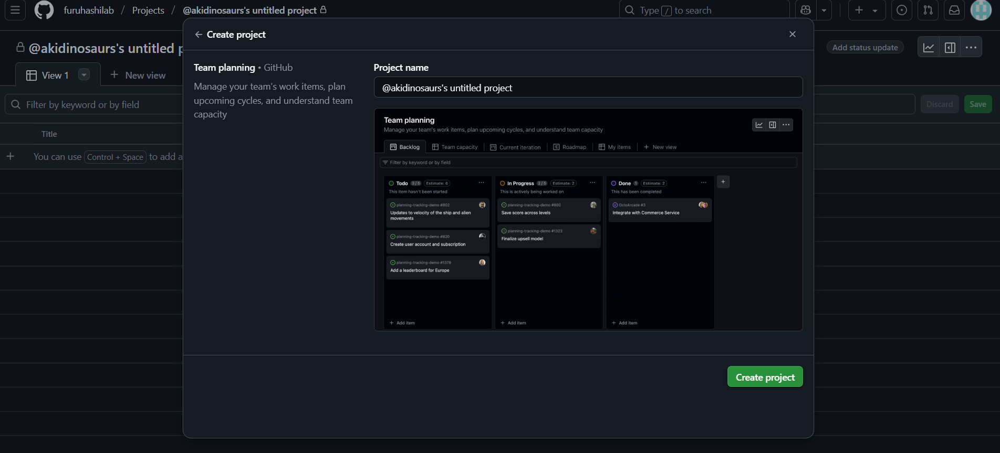 furuhashilab / Projects / @akidinosaurs's untitled project
Type / to search
@akidinosaurs's untitled p
Add status update
View 1
New view
Filter by keyword or by field
Discard
Save
Title
You can use Control + Space to add a
Create project
Team planning • GitHub
Manage your team's work items, plan
upcoming cycles, and understand team
capacity
Project name
@akidinosaurs's untitled project
Team planning
Manage your team's work items, plan upcoming cycles, and understand team capacity
Backlog
Team capacity
Current iteration
Roadmap
My items
New view
Filter by keyword or by field
Todo 3 / 5 Estimate: 6
This item hasn't been started
planning-tracking-demo #802
Updates to velocity of the ship and alien
movements
planning-tracking-demo #820
Create user account and subscription
planning-tracking-demo #1378
Add a leaderboard for Europe
Add item
In Progress 2 / 5 Estimate: 2
This is actively being worked on
planning-tracking-demo #800
Save score across levels
planning-tracking-demo #1323
Finalize upsell model
Add item
Done 1 Estimate: 2
This has been completed
OctoArcade #3
Integrate with Commerce Service
Add item
Create project